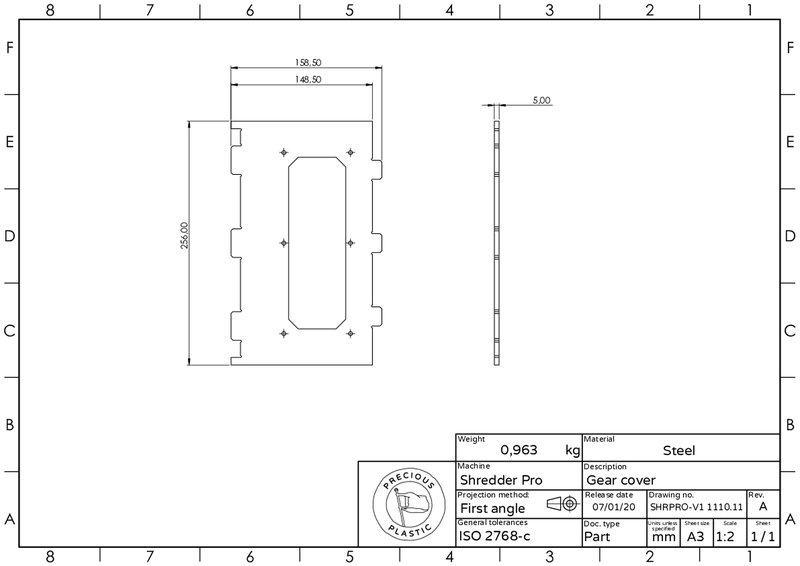 8 7 6 5 4 3 2 1
F F
158,50
148,50
5,00
E E
D D
256,00
C C
B B
Weight
0,963 kg
Material
Steel
Machine
Shredder Pro
Description
Gear cover
Projection method:
First angle
Release date
07/01/20
Drawing no.
SHRPRO-V1 1110.11
Rev.
A
General tolerances
ISO 2768-c
Doc. type
Part
Units unless
specified
mm
Sheet size
A3
Scale
1:2
Sheet
1 / 1
PRECIOUS
PLASTIC
A A
8 7 6 5 4 3 2 1